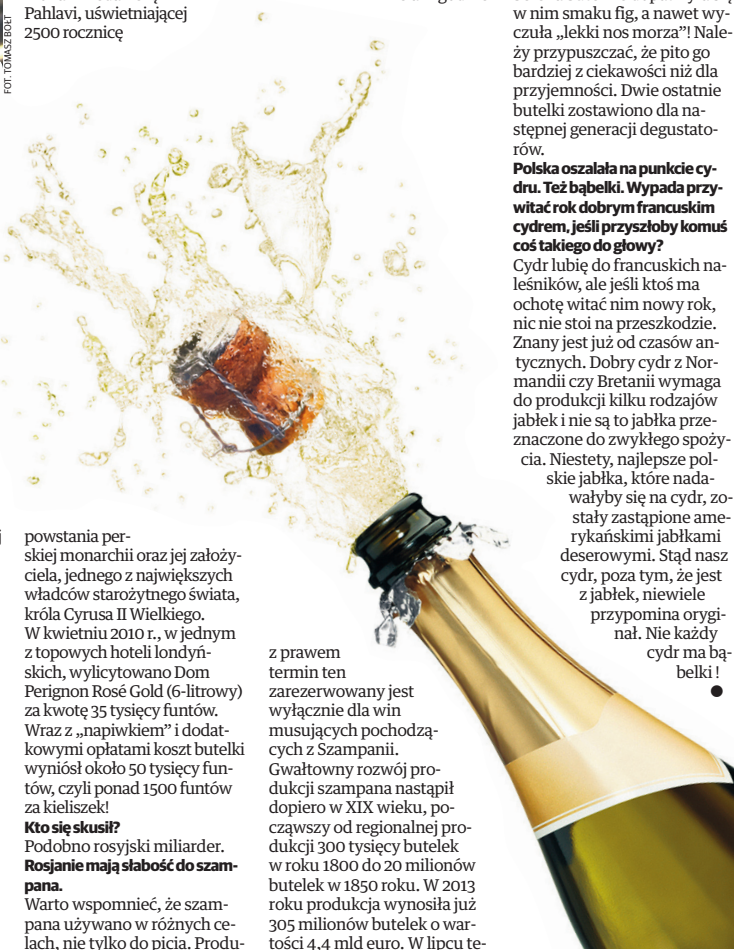 FOT. TOMASZ BOŁT
Pahlavi, uświetniającej
2500 rocznicę
powstania per-
skiej monarchii oraz jej założy-
ciela, jednego z największych
władców starożytnego świata,
króla Cyrusa II Wielkiego.
W kwietniu 2010 r., w jednym
z topowych hoteli londyń-
skich, wylicytowano Dom
Perignon Rosé Gold (6-litrowy)
za kwotę 35 tysięcy funtów.
Wraz z „napiwkiem” i dodat-
kowymi opłatami koszt butelki
wyniósł około 50 tysięcy fun-
tów, czyli ponad 1500 funtów
za kieliszek!
Kto się skusił?
Podobno rosyjski miliarder.
Rosjanie mają słabość do szam-
pana.
Warto wspomnieć, że szam-
pana używano w różnych ce-
lach, nie tylko do picia. Produ-
z prawem
termin ten
zarezerwowany jest
wyłącznie dla win
musujących pochodzą-
cych z Szampanii.
Gwałtowny rozwój pro-
dukcji szampana nastąpił
dopiero w XIX wieku, po-
cząwszy od regionalnej pro-
dukcji 300 tysięcy butelek
w roku 1800 do 20 milionów
butelek w 1850 roku. W 2013
roku produkcja wynosiła już
305 milionów butelek o war-
tości 4,4 mld euro. W lipcu te-
w nim smaku fig, a nawet wy-
czuła „lekki nos morza”! Nale-
ży przypuszczać, że pito go
bardziej z ciekawości niż dla
przyjemności. Dwie ostatnie
butelki zostawiono dla na-
stępnej generacji degustato-
rów.
Polska oszalała na punkcie cy-
dru. Też bąbelki. Wypada przy-
witać rok dobrym francuskim
cydrem, jeśli przyszłoby komuś
coś takiego do głowy?
Cydr lubię do francuskich na-
leśników, ale jeśli ktoś ma
ochotę witać nim nowy rok,
nic nie stoi na przeszkodzie.
Znany jest już od czasów an-
tycznych. Dobry cydr z Nor-
mandii czy Bretanii wymaga
do produkcji kilku rodzajów
jabłek i nie są to jabłka prze-
znaczone do zwykłego spoży-
cia. Niestety, najlepsze pol-
skie jabłka, które nada-
wałyby się na cydr, zo-
stały zastąpione ame-
rykańskimi jabłkami
deserowymi. Stąd nasz
cydr, poza tym, że jest
z jabłek, niewiele
przypomina orygi-
nał. Nie każdy
cydr ma bą-
belki !